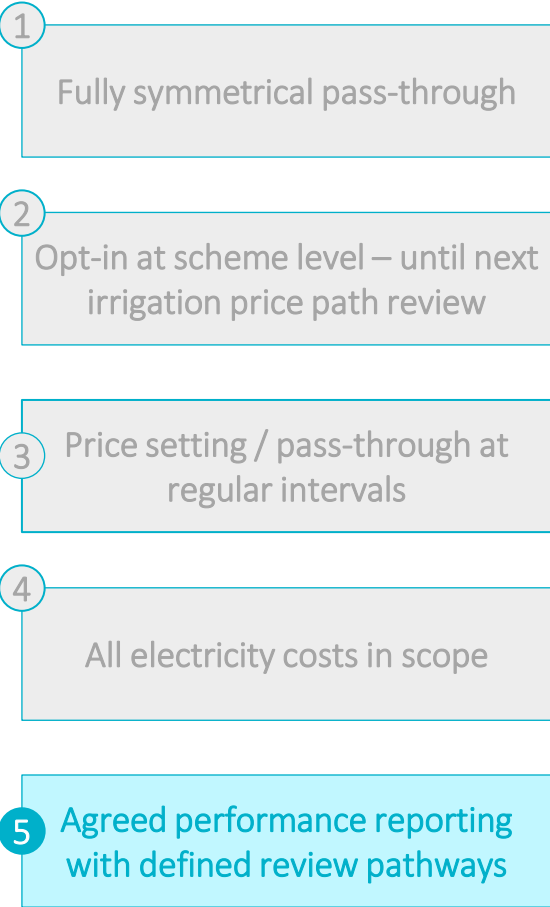 1
Fully symmetrical pass-through
2
Opt-in at scheme level – until next
irrigation price path review
3
Price setting / pass-through at
regular intervals
4
All electricity costs in scope
5
Agreed performance reporting
with defined review pathways